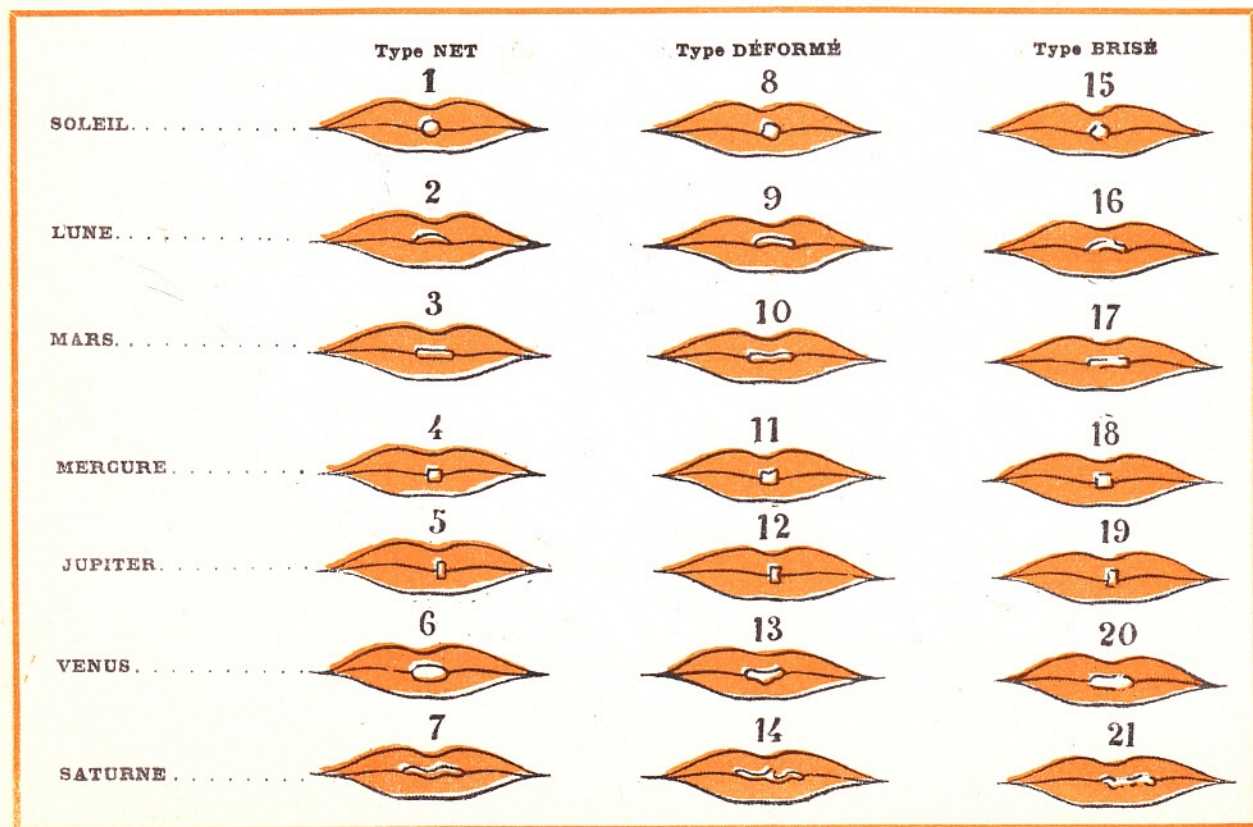 Type NET Type DÉFORMÉ Type BRISÉ
1 8 15
SOLEIL. . . . . . . . . . . . .
2 9 16
LUNE. . . . . . . . . . . . . .
3 10 17
MARS. . . . . . . . . . . . . .
4 11 18
MERCURE . . . . . . . . . .
5 12 19
JUPITER. . . . . . . . . . .
6 13 20
VENUS . . . . . . . . . . . .
7 14 21
SATURNE . . . . . . . . . .